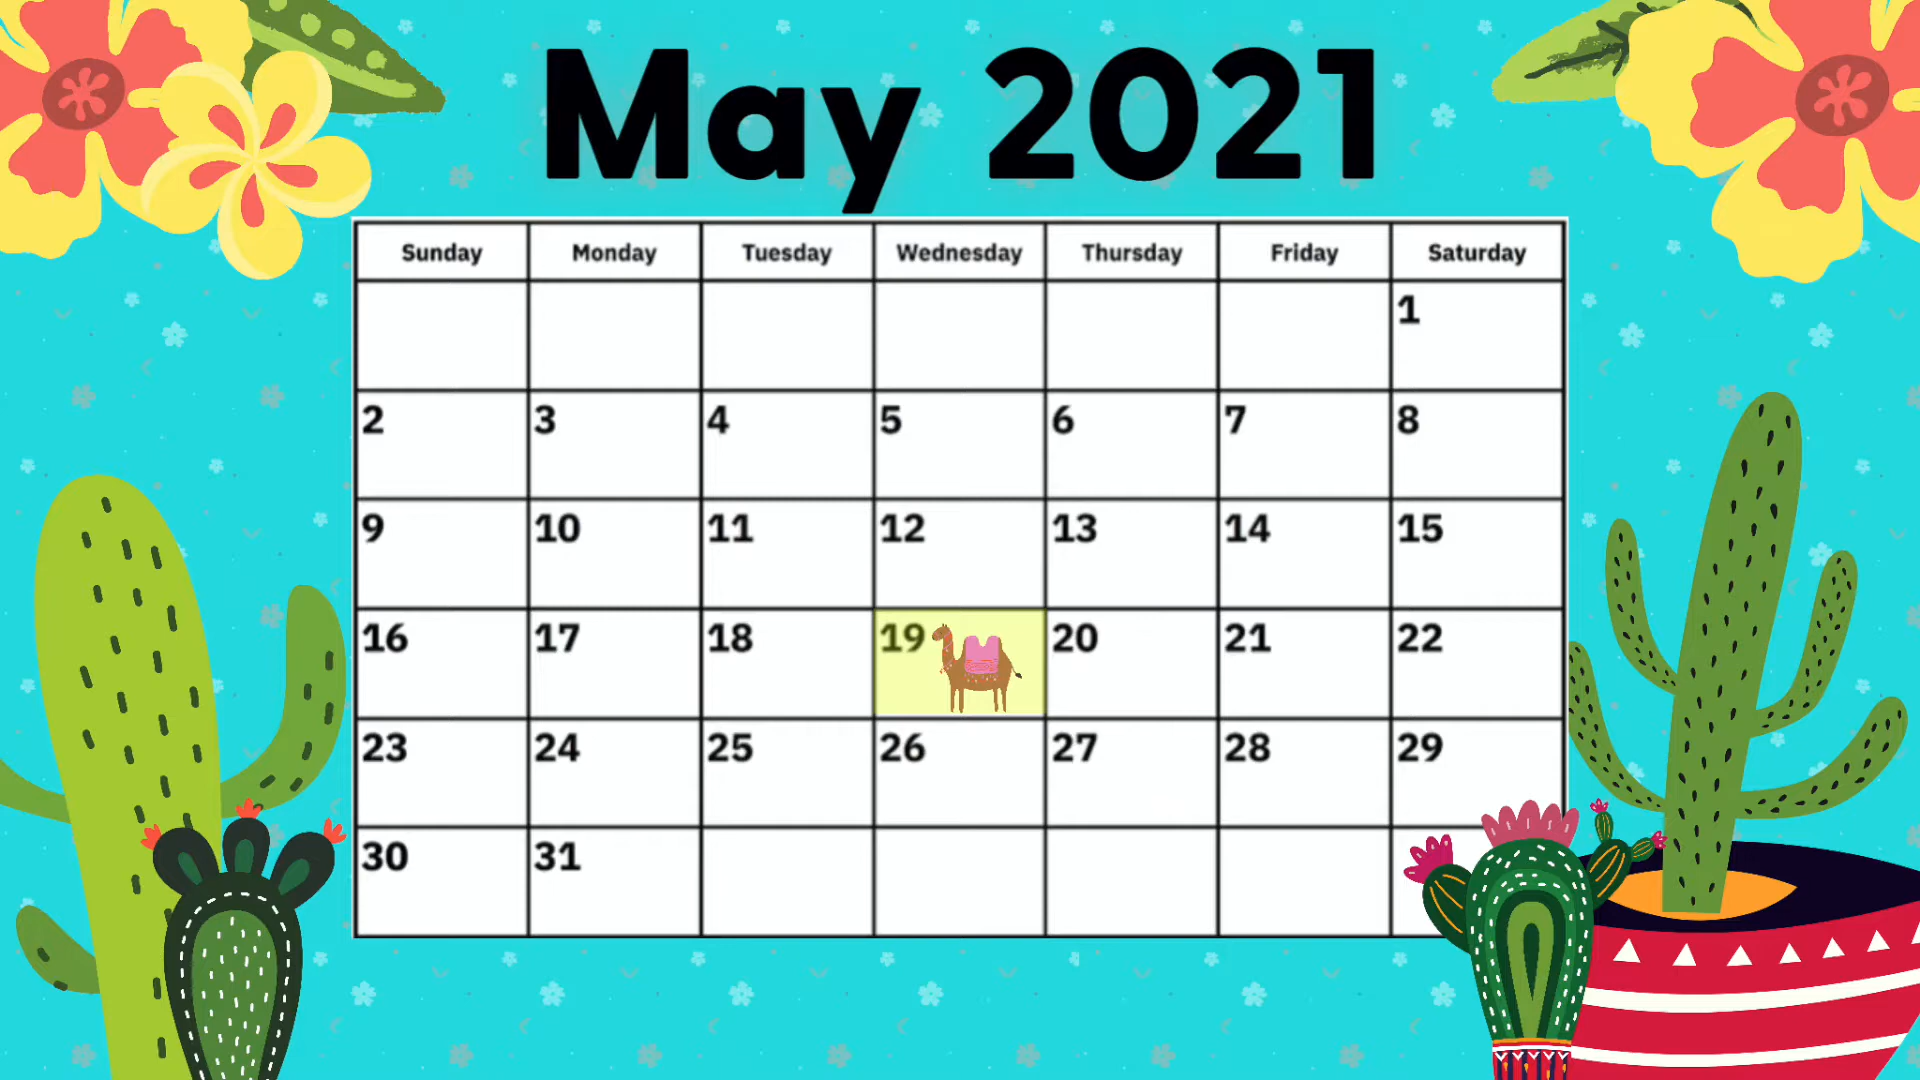 May 2021
Sunday Monday Tuesday Wednesday Thursday Friday Saturday
1
2 3 4 5 6 7 8
9 10 11 12 13 14 15
16 17 18 19 20 21 22
23 24 25 26 27 28 29
30 31